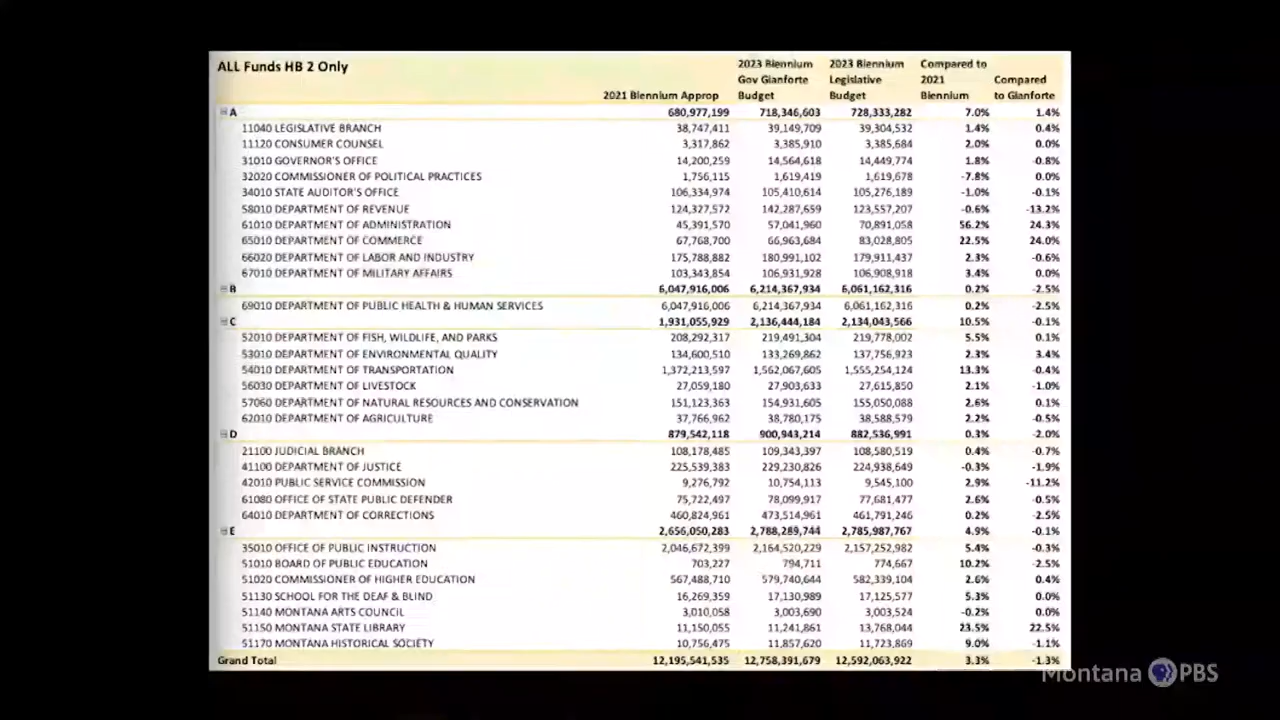 ALL Funds HB 2 Only
2021 Biennium Approp 2023 Biennium Gov Gianforte Budget 2023 Biennium Legislative Budget Compared to 2021 Biennium Compared to Gianforte
A 680,977,199 718,346,603 728,333,282 7.0% 1.4%
11040 LEGISLATIVE BRANCH 38,747,411 39,149,709 39,304,532 1.4% 0.4%
11120 CONSUMER COUNSEL 3,317,862 3,385,910 3,385,684 2.0% 0.0%
31010 GOVERNOR'S OFFICE 14,200,259 14,564,618 14,449,774 1.8% -0.8%
32020 COMMISSIONER OF POLITICAL PRACTICES 1,756,115 1,619,419 1,619,678 -7.8% 0.0%
34010 STATE AUDITOR'S OFFICE 106,334,974 105,410,614 105,276,189 -1.0% -0.1%
58010 DEPARTMENT OF REVENUE 124,327,572 142,287,659 123,557,207 -0.6% -13.2%
61010 DEPARTMENT OF ADMINISTRATION 45,391,570 57,041,960 70,891,058 56.2% 24.3%
65010 DEPARTMENT OF COMMERCE 67,768,700 66,963,684 83,028,805 22.5% 24.0%
66020 DEPARTMENT OF LABOR AND INDUSTRY 175,788,882 180,991,102 179,911,437 2.3% -0.6%
67010 DEPARTMENT OF MILITARY AFFAIRS 103,343,854 106,931,928 106,908,918 3.4% 0.0%
B 6,047,916,006 6,214,367,934 6,061,162,316 0.2% -2.5%
69010 DEPARTMENT OF PUBLIC HEALTH & HUMAN SERVICES 6,047,916,006 6,214,367,934 6,061,162,316 0.2% -2.5%
C 1,931,055,929 2,136,444,184 2,134,043,566 10.5% -0.1%
52010 DEPARTMENT OF FISH, WILDLIFE, AND PARKS 208,292,317 219,491,304 219,778,002 5.5% 0.1%
53010 DEPARTMENT OF ENVIRONMENTAL QUALITY 134,600,510 133,269,862 137,756,923 2.3% 3.4%
54010 DEPARTMENT OF TRANSPORTATION 1,372,213,597 1,562,067,605 1,555,254,124 13.3% -0.4%
56030 DEPARTMENT OF LIVESTOCK 27,059,180 27,903,633 27,615,850 2.1% -1.0%
57060 DEPARTMENT OF NATURAL RESOURCES AND CONSERVATION 151,123,363 154,931,605 155,050,088 2.6% 0.1%
62010 DEPARTMENT OF AGRICULTURE 37,766,962 38,780,175 38,588,579 2.2% -0.5%
D 879,542,118 900,943,214 882,536,991 0.3% -2.0%
21100 JUDICIAL BRANCH 108,178,485 109,343,397 108,580,519 0.4% -0.7%
41100 DEPARTMENT OF JUSTICE 225,539,383 229,230,826 224,938,649 -0.3% -1.9%
42010 PUBLIC SERVICE COMMISSION 9,276,792 10,754,113 9,545,100 2.9% -11.2%
61080 OFFICE OF STATE PUBLIC DEFENDER 75,722,497 78,099,917 77,681,477 2.6% -0.5%
64010 DEPARTMENT OF CORRECTIONS 460,824,961 473,514,961 461,791,246 0.2% -2.5%
E 2,656,050,283 2,788,289,744 2,785,987,767 4.9% -0.1%
35010 OFFICE OF PUBLIC INSTRUCTION 2,046,672,399 2,164,520,229 2,157,252,982 5.4% -0.3%
51010 BOARD OF PUBLIC EDUCATION 703,227 794,711 774,667 10.2% -2.5%
51020 COMMISSIONER OF HIGHER EDUCATION 567,488,710 579,740,644 582,339,104 2.6% 0.4%
51130 SCHOOL FOR THE DEAF & BLIND 16,269,359 17,130,989 17,125,577 5.3% 0.0%
51140 MONTANA ARTS COUNCIL 3,010,058 3,003,690 3,003,524 -0.2% 0.0%
51150 MONTANA STATE LIBRARY 11,150,055 11,241,861 13,768,044 23.5% 22.5%
51170 MONTANA HISTORICAL SOCIETY 10,756,475 11,857,620 11,723,869 9.0% -1.1%
Grand Total 12,195,541,535 12,758,391,679 12,592,063,922 3.3% -1.3%
Montana PBS